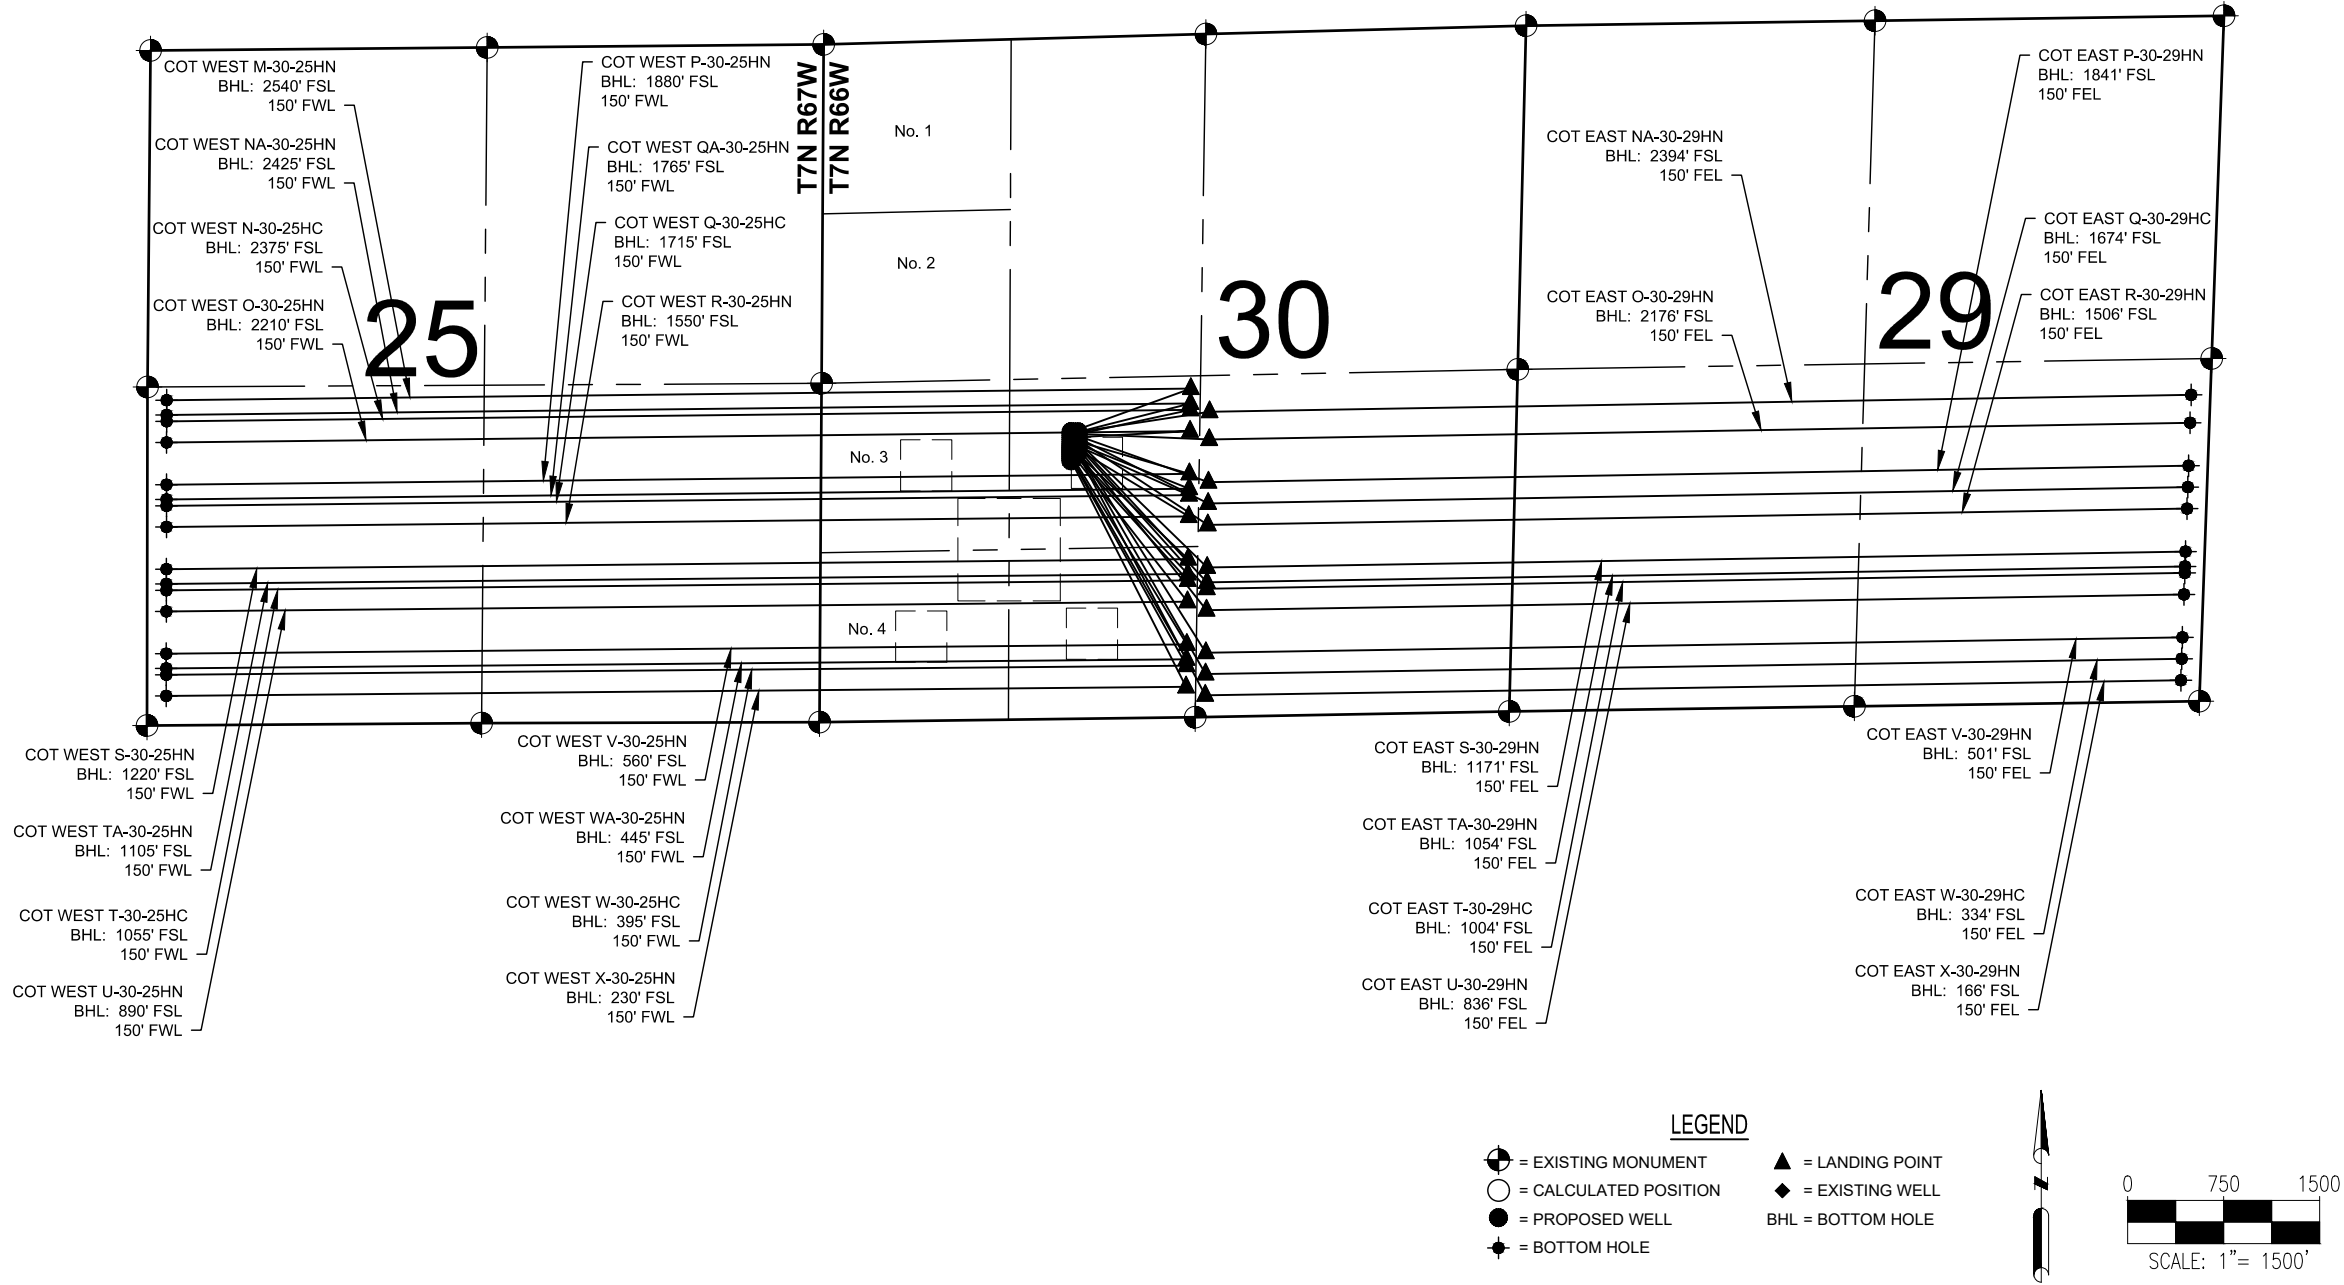 COT WEST M-30-25HN
BHL: 2540' FSL
150' FWL
COT WEST NA-30-25HN
BHL: 2425' FSL
150' FWL
COT WEST N-30-25HC
BHL: 2375' FSL
150' FWL
COT WEST O-30-25HN
BHL: 2210' FSL
150' FWL
25
COT WEST P-30-25HN
BHL: 1880' FSL
150' FWL
COT WEST QA-30-25HN
BHL: 1765' FSL
150' FWL
COT WEST Q-30-25HC
BHL: 1715' FSL
150' FWL
COT WEST R-30-25HN
BHL: 1550' FSL
150' FWL
T7N R67W
T7N R66W
No. 1
No. 2
No. 3
No. 4
30
COT EAST NA-30-29HN
BHL: 2394' FSL
150' FEL
COT EAST O-30-29HN
BHL: 2176' FSL
150' FEL
29
COT EAST P-30-29HN
BHL: 1841' FSL
150' FEL
COT EAST Q-30-29HC
BHL: 1674' FSL
150' FEL
COT EAST R-30-29HN
BHL: 1506' FSL
150' FEL
COT WEST S-30-25HN
BHL: 1220' FSL
150' FWL
COT WEST TA-30-25HN
BHL: 1105' FSL
150' FWL
COT WEST T-30-25HC
BHL: 1055' FSL
150' FWL
COT WEST U-30-25HN
BHL: 890' FSL
150' FWL
COT WEST V-30-25HN
BHL: 560' FSL
150' FWL
COT WEST WA-30-25HN
BHL: 445' FSL
150' FWL
COT WEST W-30-25HC
BHL: 395' FSL
150' FWL
COT WEST X-30-25HN
BHL: 230' FSL
150' FWL
COT EAST S-30-29HN
BHL: 1171' FSL
150' FEL
COT EAST TA-30-29HN
BHL: 1054' FSL
150' FEL
COT EAST T-30-29HC
BHL: 1004' FSL
150' FEL
COT EAST U-30-29HN
BHL: 836' FSL
150' FEL
COT EAST V-30-29HN
BHL: 501' FSL
150' FEL
COT EAST W-30-29HC
BHL: 334' FSL
150' FEL
COT EAST X-30-29HN
BHL: 166' FSL
150' FEL
LEGEND
= EXISTING MONUMENT
= CALCULATED POSITION
= PROPOSED WELL
= BOTTOM HOLE
= LANDING POINT
= EXISTING WELL
BHL = BOTTOM HOLE
N
0 750 1500
SCALE: 1"= 1500'